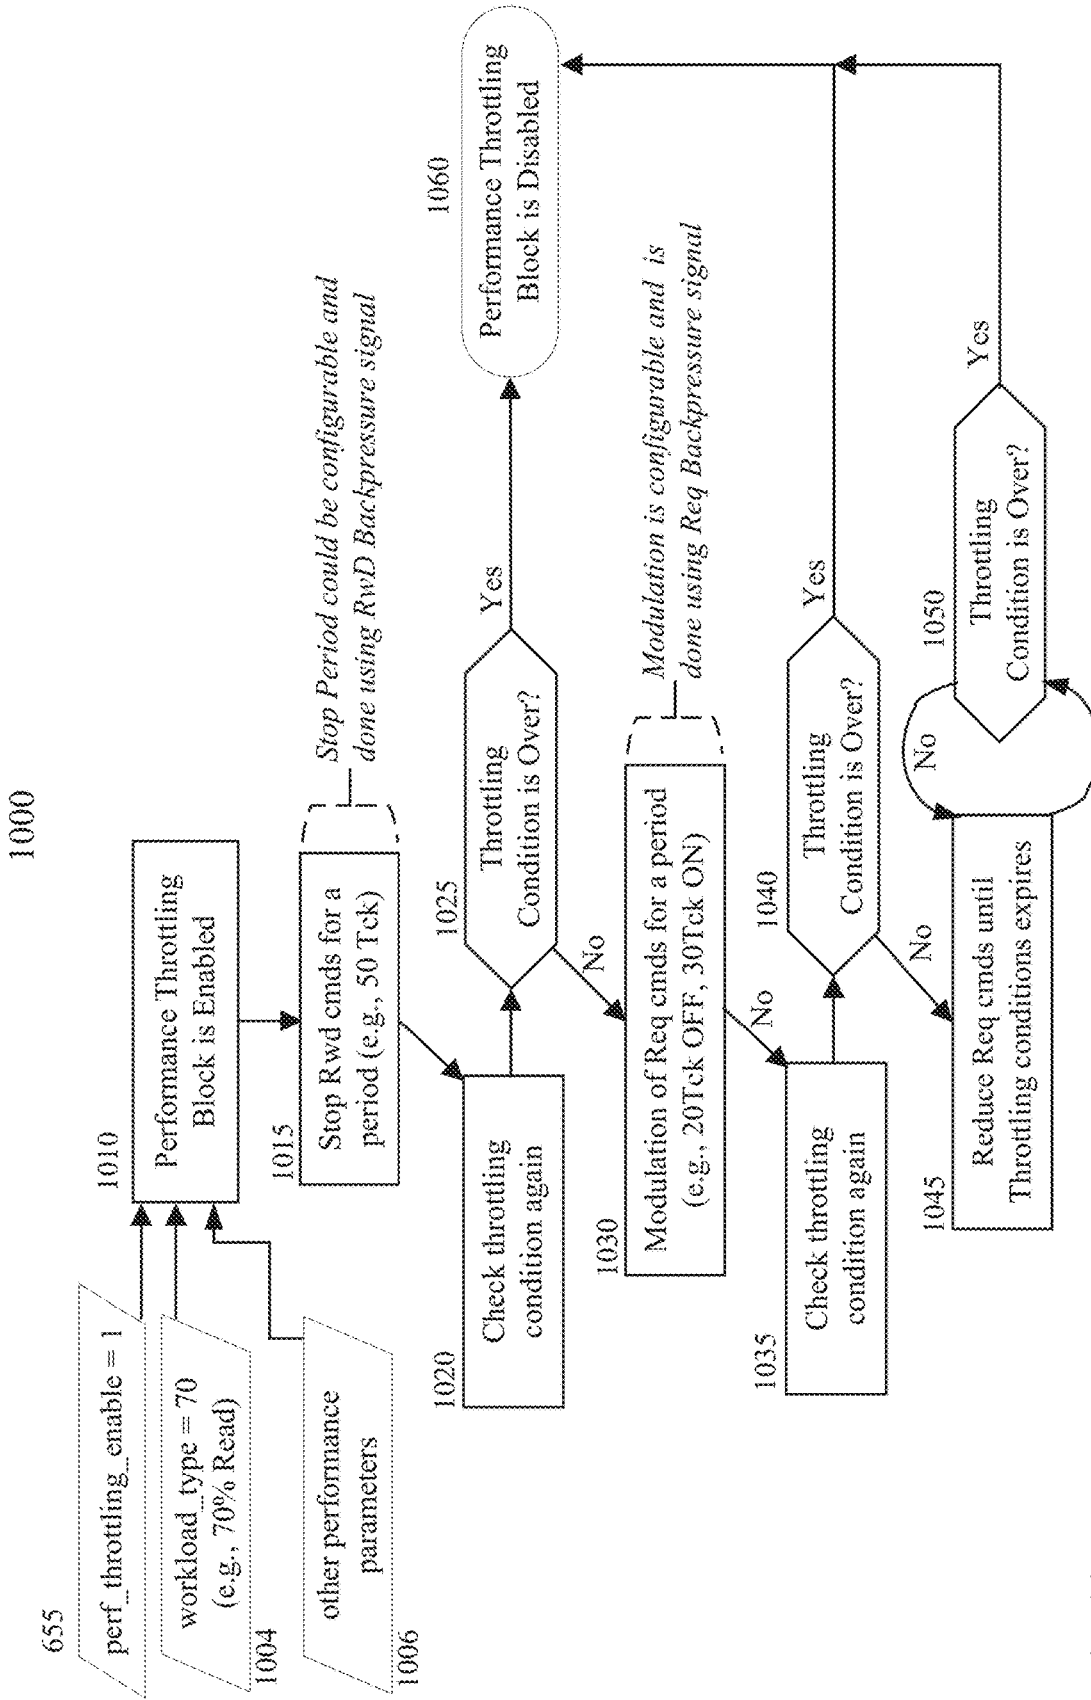 1000
655
perf_throttling_enable = 1
workload_type = 70
(e.g., 70% Read)
1004
other performance
parameters
1006
1010
Performance Throttling
Block is Enabled
1015
Stop Rwd cmds for a
period (e.g., 50 Tck)
Stop Period could be configurable and
done using RwD Backpressure signal
1020
Check throttling
condition again
1025
Throttling
Condition is Over?
Yes
No
1060
Performance Throttling
Block is Disabled
1030
Modulation of Req cmds for a period
(e.g., 20Tck OFF, 30Tck ON)
Modulation is configurable and is
done using Req Backpressure signal
No
1035
Check throttling
condition again
1040
Throttling
Condition is Over?
Yes
No
1045
Reduce Req cmds until
Throttling conditions expires
No
1050
Throttling
Condition is Over?
Yes